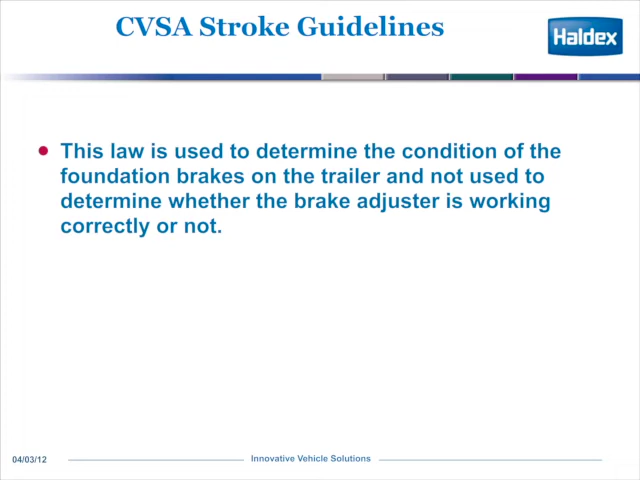 CVSA Stroke Guidelines
Haldex
This law is used to determine the condition of the
foundation brakes on the trailer and not used to
determine whether the brake adjuster is working
correctly or not.
04/03/12
Innovative Vehicle Solutions